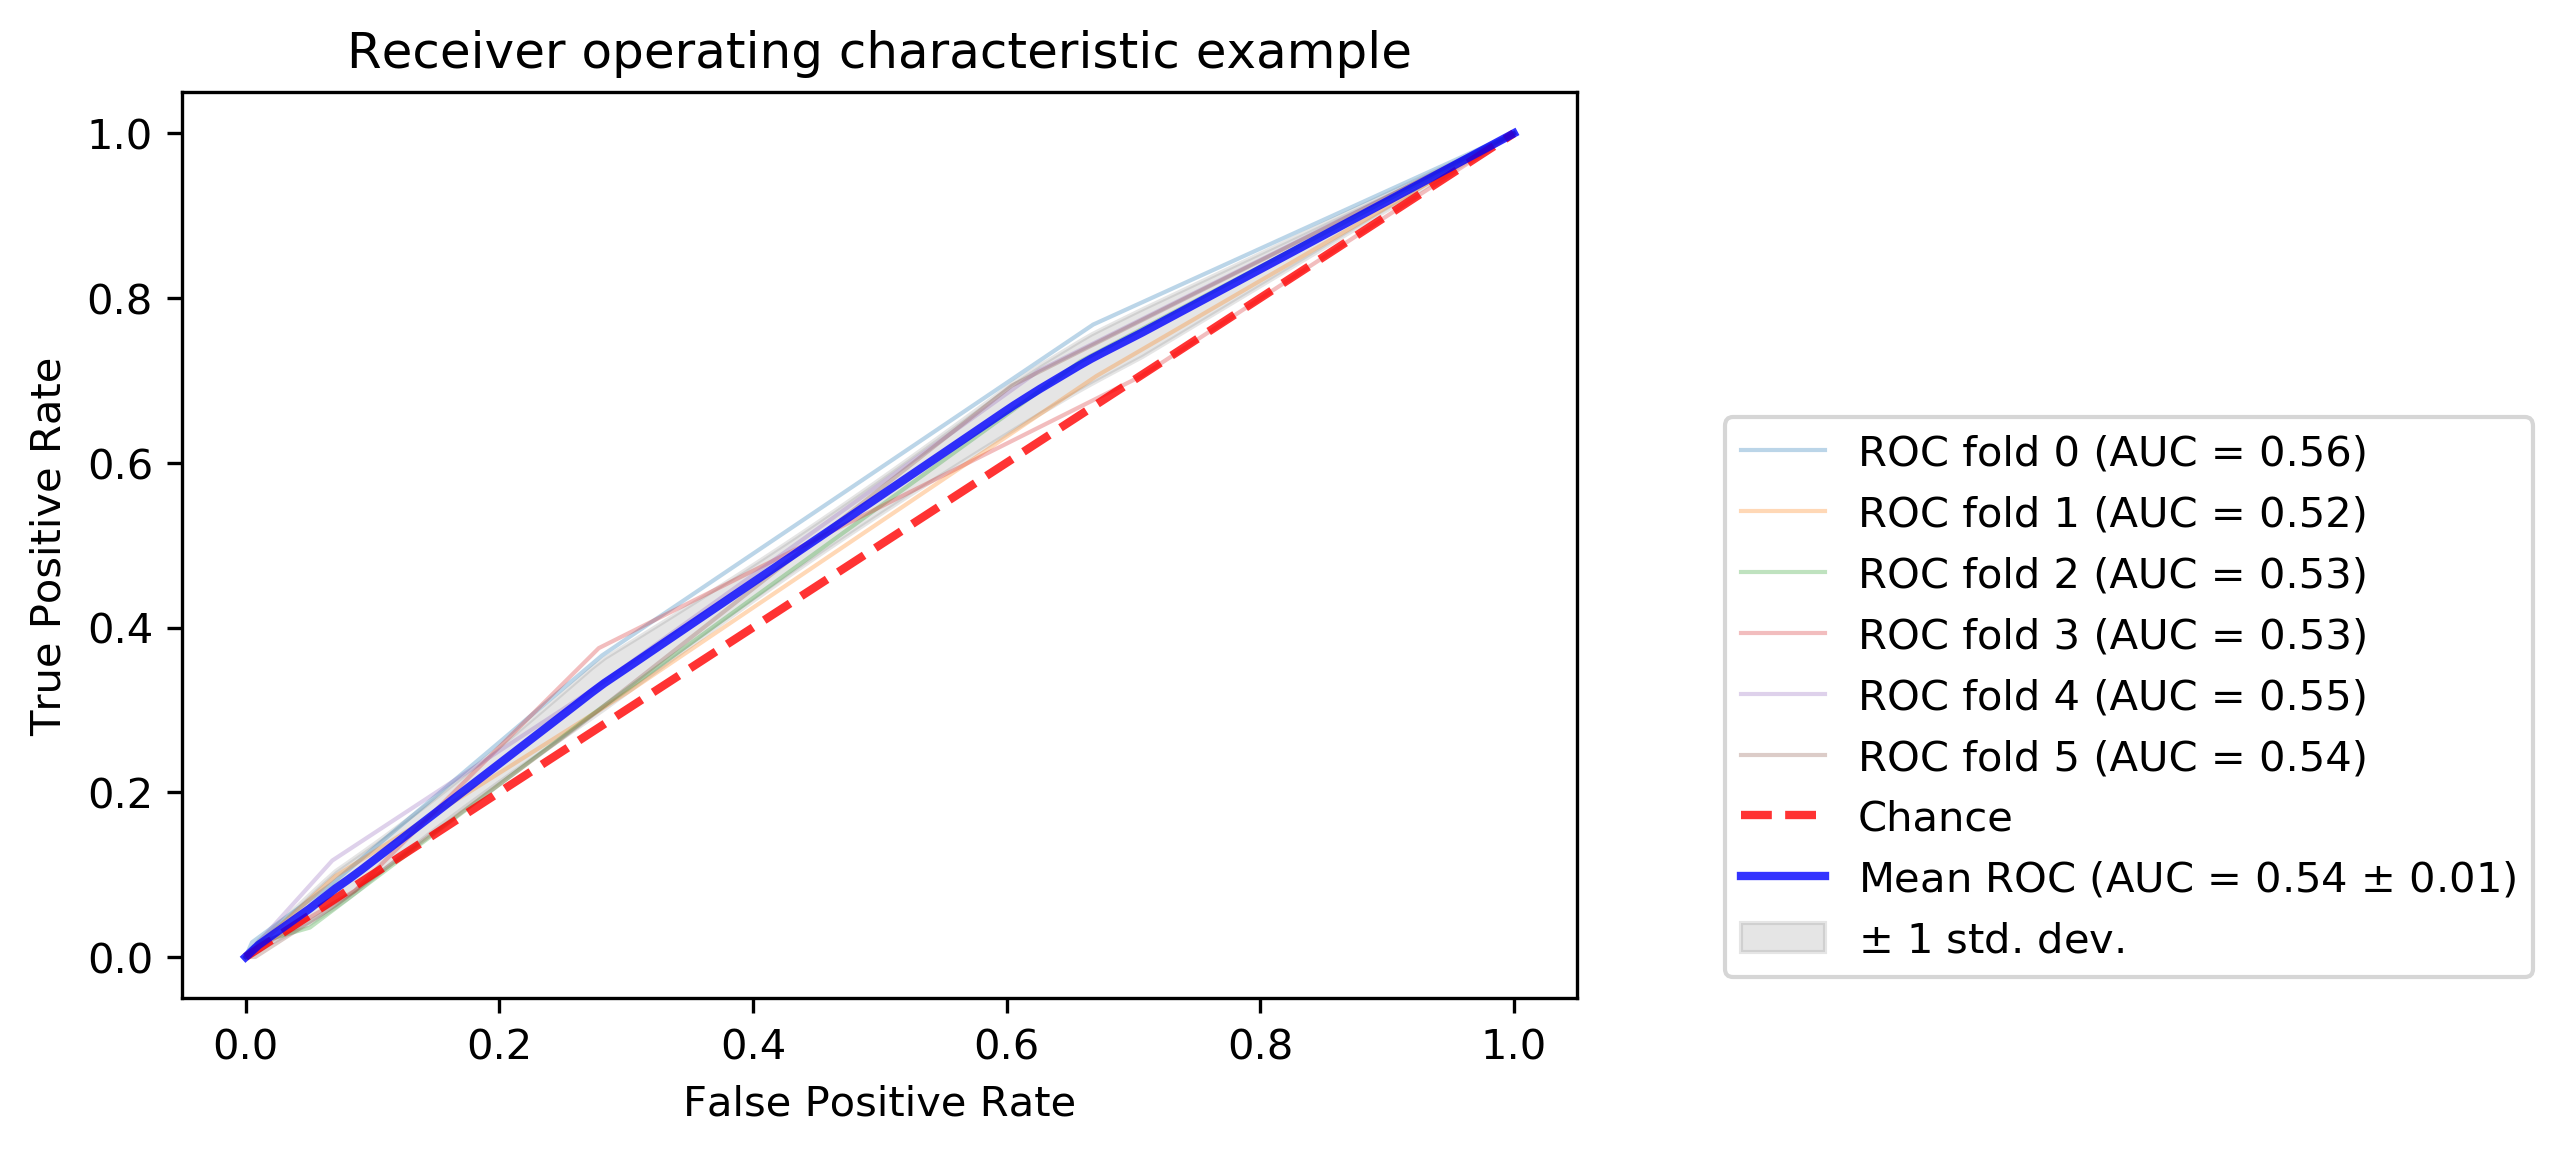 Receiver operating characteristic example
True Positive Rate
1.0
0.8
0.6
0.4
0.2
0.0
0.0 0.2 0.4 0.6 0.8 1.0
False Positive Rate
ROC fold 0 (AUC = 0.56)
ROC fold 1 (AUC = 0.52)
ROC fold 2 (AUC = 0.53)
ROC fold 3 (AUC = 0.53)
ROC fold 4 (AUC = 0.55)
ROC fold 5 (AUC = 0.54)
Chance
Mean ROC (AUC = 0.54 ± 0.01)
± 1 std. dev.